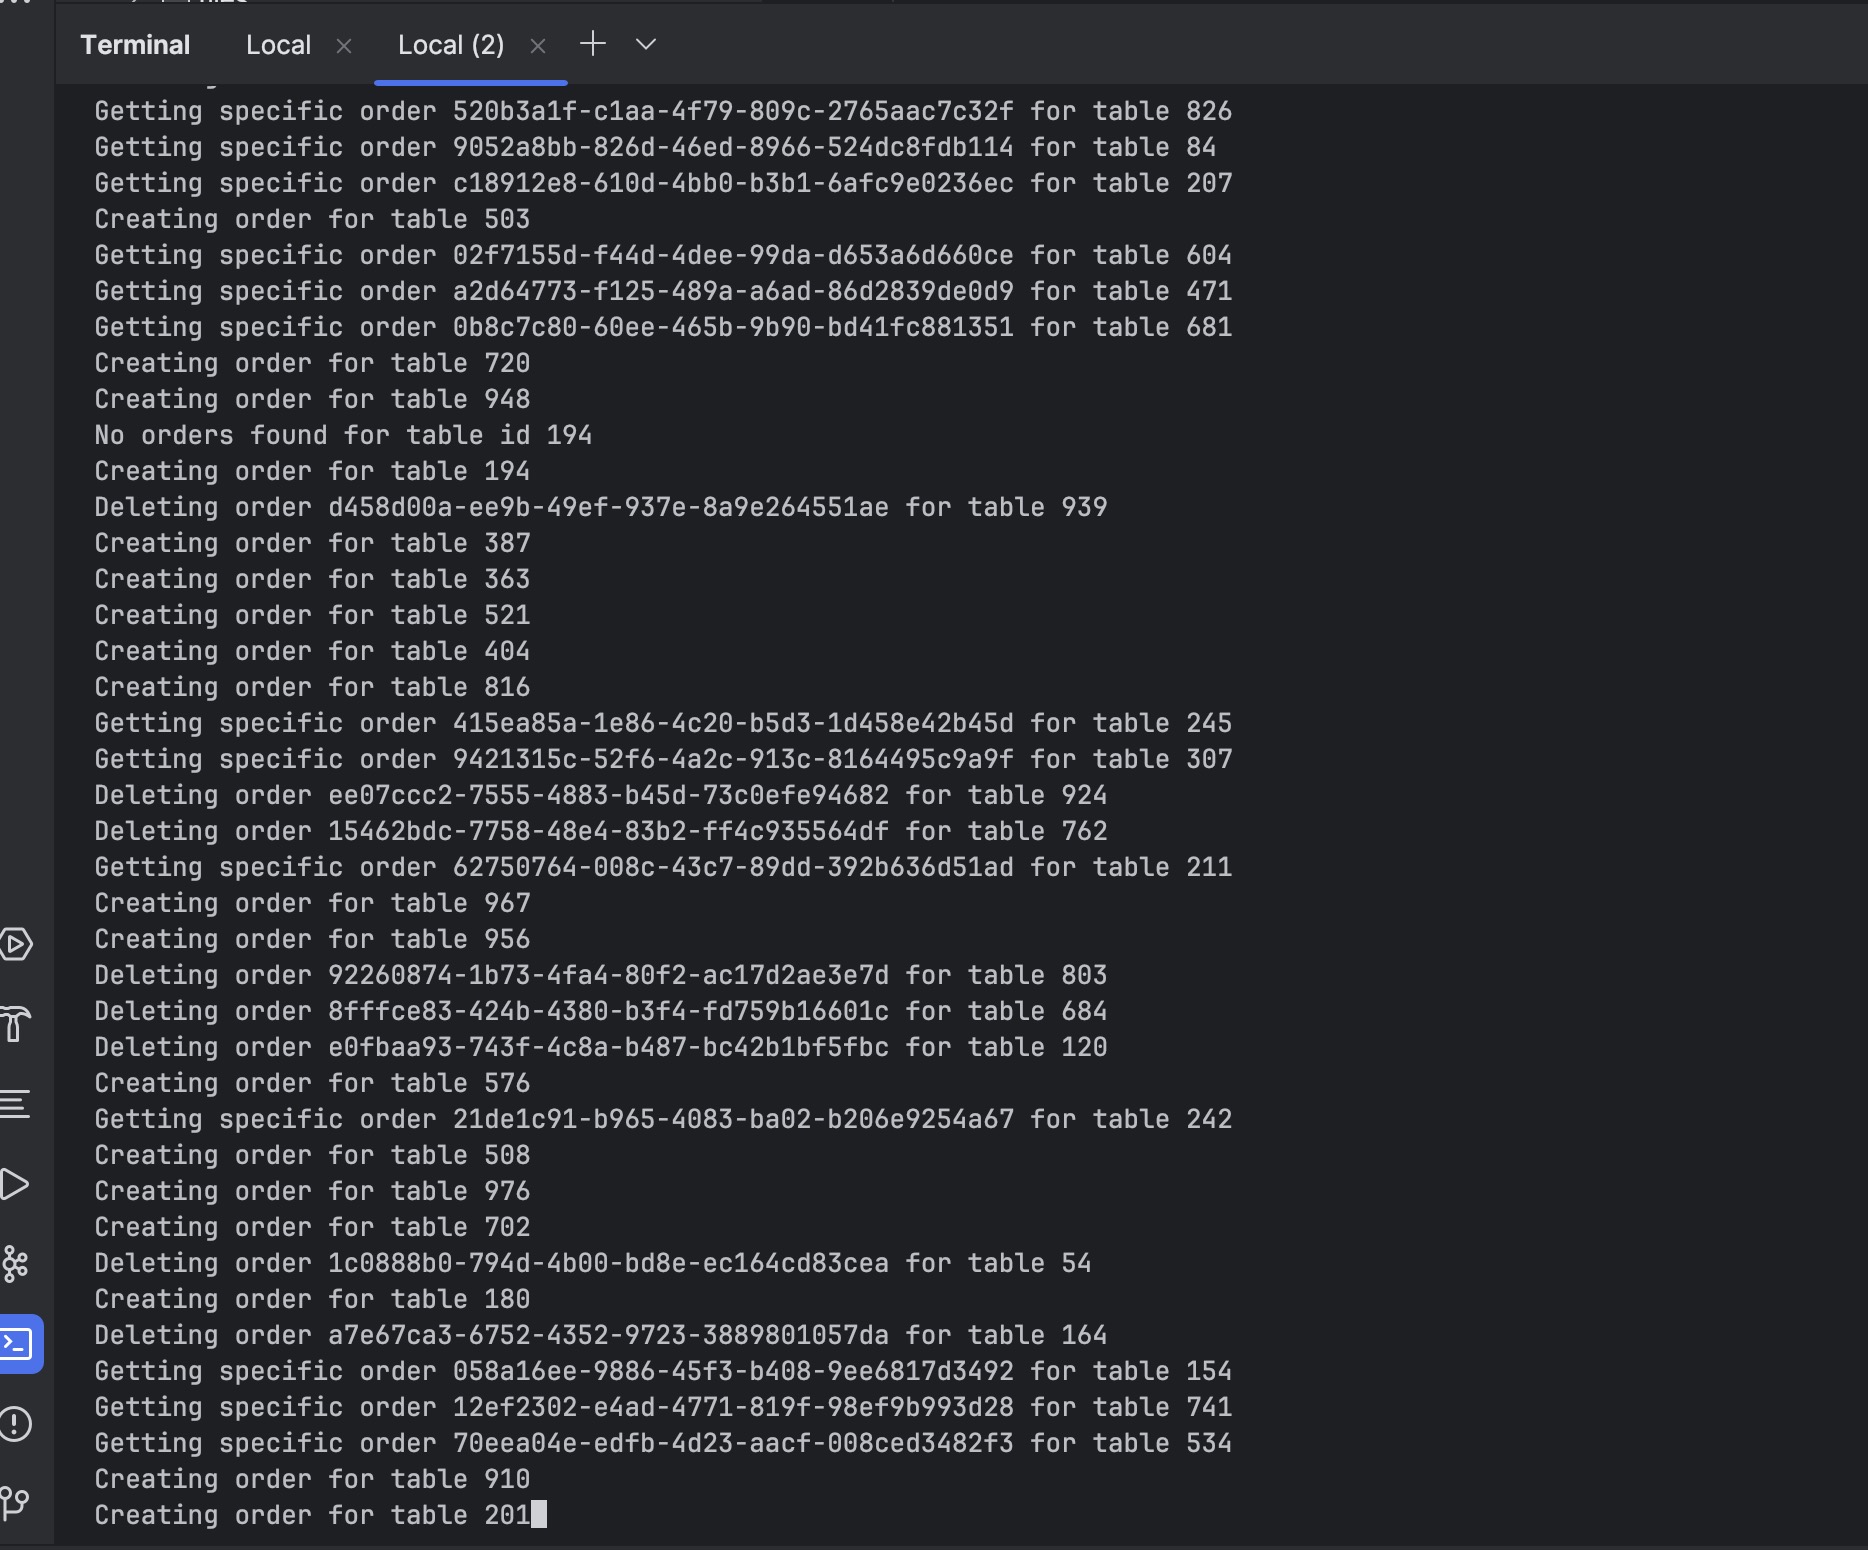 Terminal Local Local (2)
Getting specific order 520b3a1f-c1aa-4f79-809c-2765aac7c32f for table 826
Getting specific order 9052a8bb-826d-46ed-8966-524dc8fdb114 for table 84
Getting specific order c18912e8-610d-4bb0-b3b1-6afc9e0236ec for table 207
Creating order for table 503
Getting specific order 02f7155d-f44d-4dee-99da-d653a6d660ce for table 604
Getting specific order a2d64773-f125-489a-a6ad-86d2839de0d9 for table 471
Getting specific order 0b8c7c80-60ee-465b-9b90-bd41fc881351 for table 681
Creating order for table 720
Creating order for table 948
No orders found for table id 194
Creating order for table 194
Deleting order d458d00a-ee9b-49ef-937e-8a9e264551ae for table 939
Creating order for table 387
Creating order for table 363
Creating order for table 521
Creating order for table 404
Creating order for table 816
Getting specific order 415ea85a-1e86-4c20-b5d3-1d458e42b45d for table 245
Getting specific order 9421315c-52f6-4a2c-913c-8164495c9a9f for table 307
Deleting order ee07ccc2-7555-4883-b45d-73c0efe94682 for table 924
Deleting order 15462bdc-7758-48e4-83b2-ff4c935564df for table 762
Getting specific order 62750764-008c-43c7-89dd-392b636d51ad for table 211
Creating order for table 967
Creating order for table 956
Deleting order 92260874-1b73-4fa4-80f2-ac17d2ae3e7d for table 803
Deleting order 8fffce83-424b-4380-b3f4-fd759b16601c for table 684
Deleting order e0fbaa93-743f-4c8a-b487-bc42b1bf5fbc for table 120
Creating order for table 576
Getting specific order 21de1c91-b965-4083-ba02-b206e9254a67 for table 242
Creating order for table 508
Creating order for table 976
Creating order for table 702
Deleting order 1c0888b0-794d-4b00-bd8e-ec164cd83cea for table 54
Creating order for table 180
Deleting order a7e67ca3-6752-4352-9723-3889801057da for table 164
Getting specific order 058a16ee-9886-45f3-b408-9ee6817d3492 for table 154
Getting specific order 12ef2302-e4ad-4771-819f-98ef9b993d28 for table 741
Getting specific order 70eea04e-edfb-4d23-aacf-008ced3482f3 for table 534
Creating order for table 910
Creating order for table 201